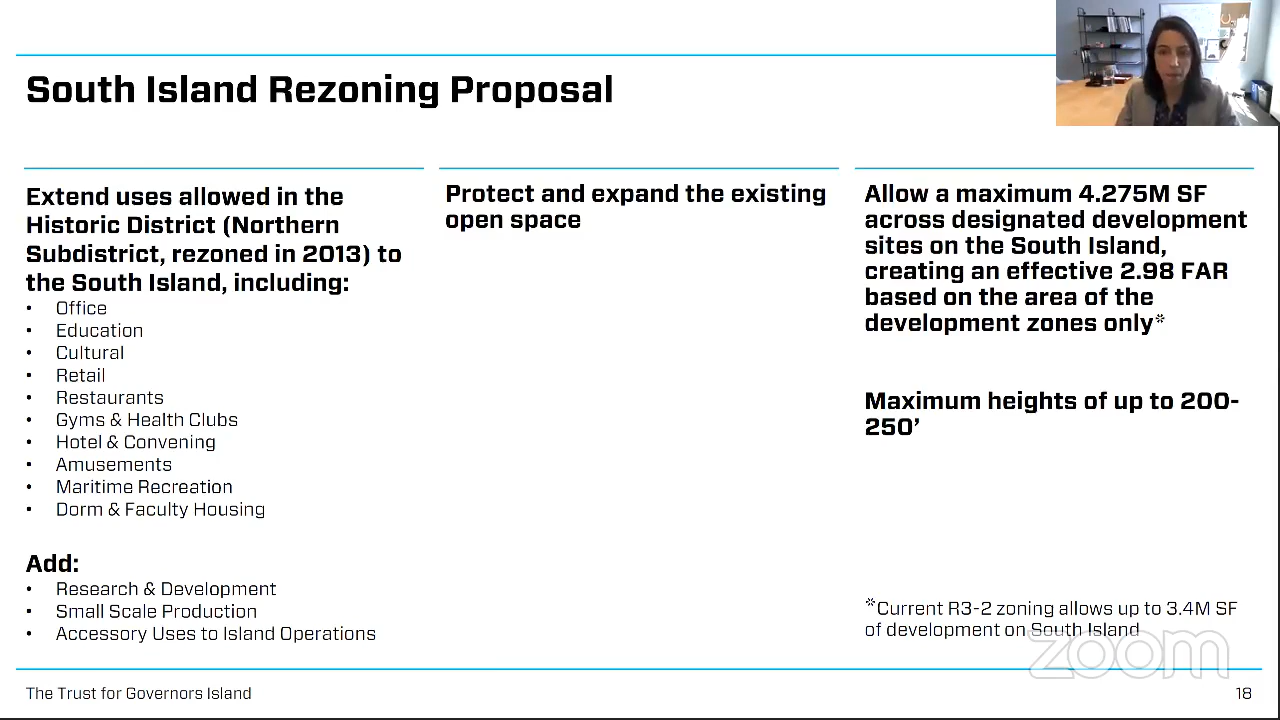 South Island Rezoning Proposal
Extend uses allowed in the
Historic District (Northern
Subdistrict, rezoned in 2013) to
the South Island, including:
• Office
• Education
• Cultural
• Retail
• Restaurants
• Gyms & Health Clubs
• Hotel & Convening
• Amusements
• Maritime Recreation
• Dorm & Faculty Housing
Add:
• Research & Development
• Small Scale Production
• Accessory Uses to Island Operations
Protect and expand the existing
open space
Allow a maximum 4.275M SF
across designated development
sites on the South Island,
creating an effective 2.98 FAR
based on the area of the
development zones only*
Maximum heights of up to 200-
250’
*Current R3-2 zoning allows up to 3.4M SF
of development on South Island
zoom
The Trust for Governors Island
18